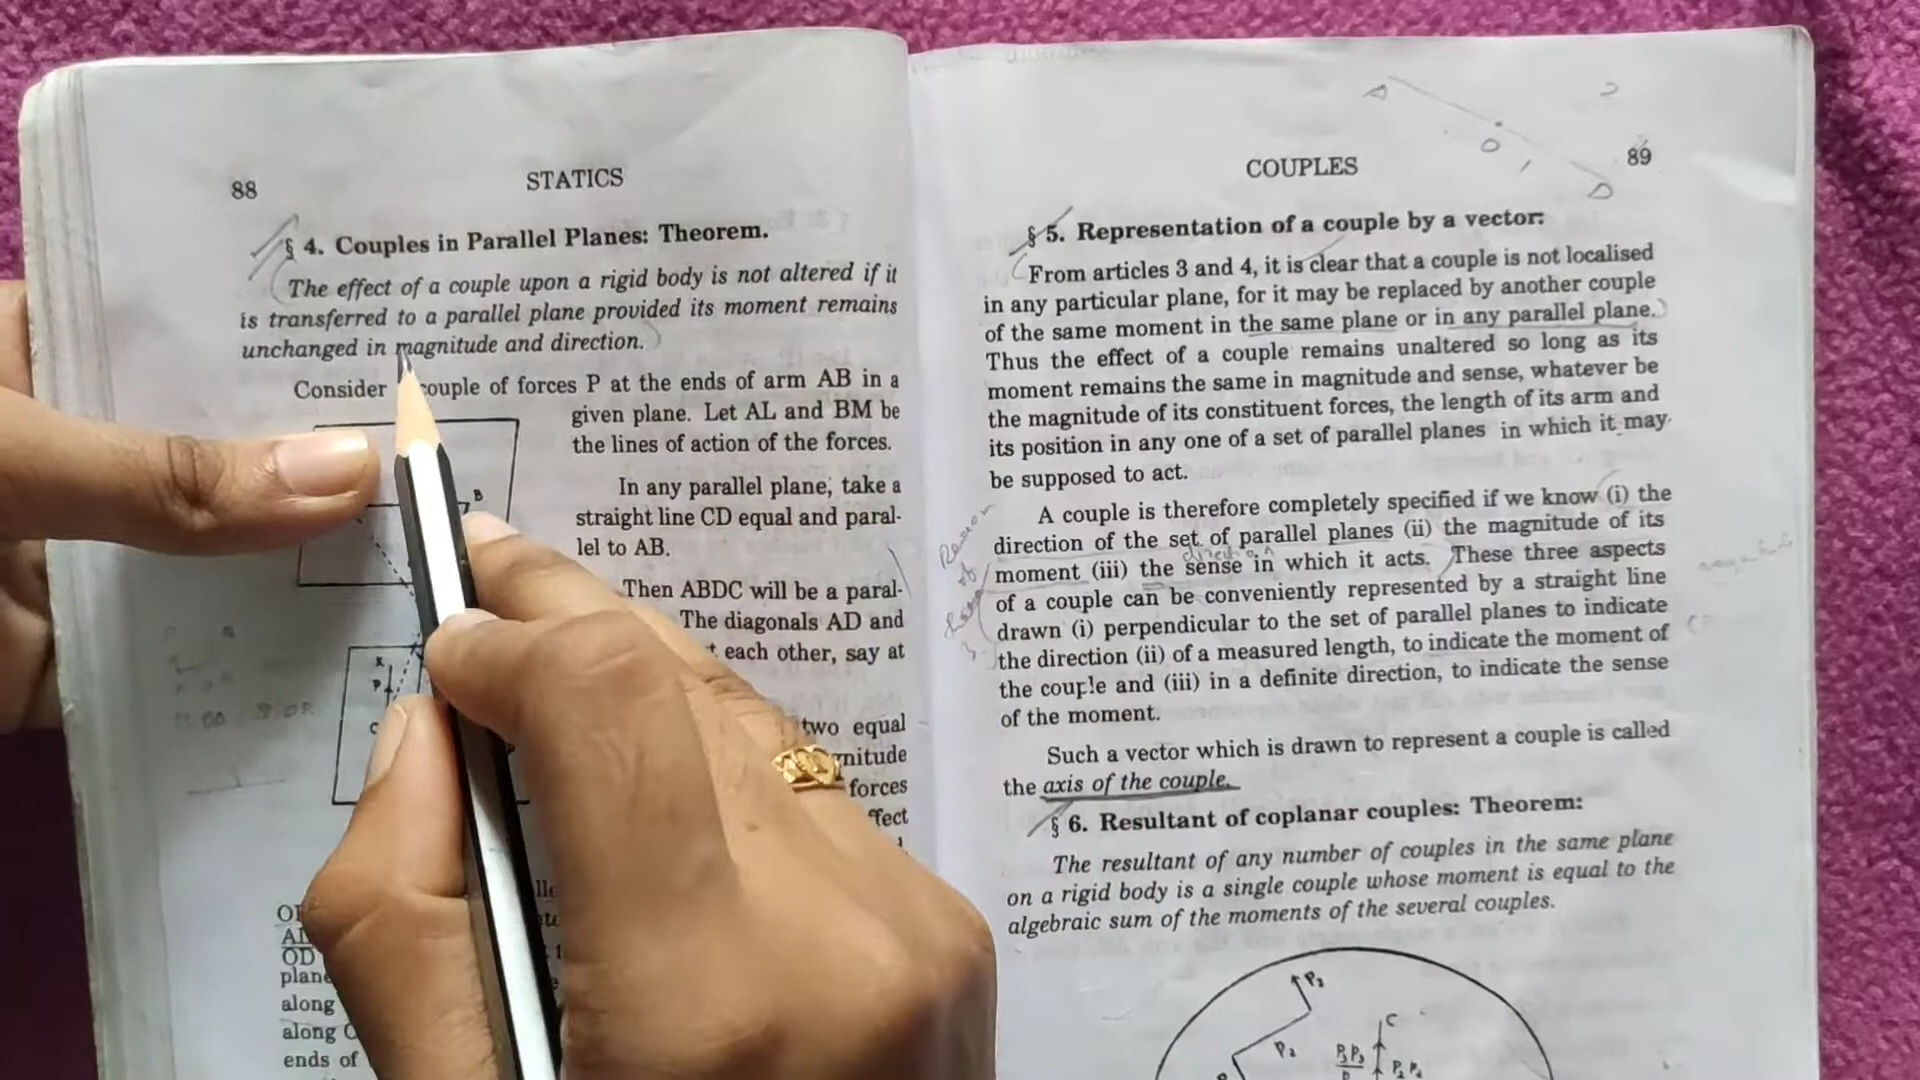 88
STATICS
§ 4. Couples in Parallel Planes: Theorem.
The effect of a couple upon a rigid body is not altered if it
is transferred to a parallel plane provided its moment remains
unchanged in magnitude and direction.
Consider couple of forces P at the ends of arm AB in a
given plane. Let AL and BM be
the lines of action of the forces.
In any parallel plane, take a
straight line CD equal and paral-
lel to AB.
Then ABDC will be a paral-
The diagonals AD and
each other, say at
two equal
forces
B
K
P
C
AL
OD
plane
along
along C
ends of
COUPLES
89
A
O
D
§ 5. Representation of a couple by a vector:
From articles 3 and 4, it is clear that a couple is not localised
in any particular plane, for it may be replaced by another couple
of the same moment in the same plane or in any parallel plane.
Thus the effect of a couple remains unaltered so long as its
moment remains the same in magnitude and sense, whatever be
the magnitude of its constituent forces, the length of its arm and
its position in any one of a set of parallel planes in which it may
be supposed to act.
A couple is therefore completely specified if we know (i) the
direction of the set of parallel planes (ii) the magnitude of its
direction
moment (iii) the sense in which it acts. These three aspects
of a couple can be conveniently represented by a straight line
drawn (i) perpendicular to the set of parallel planes to indicate
the direction (ii) of a measured length, to indicate the moment of
the couple and (iii) in a definite direction, to indicate the sense
of the moment.
Such a vector which is drawn to represent a couple is called
the axis of the couple.
§ 6. Resultant of coplanar couples: Theorem:
The resultant of any number of couples in the same plane
on a rigid body is a single couple whose moment is equal to the
algebraic sum of the moments of the several couples.
C
P₂